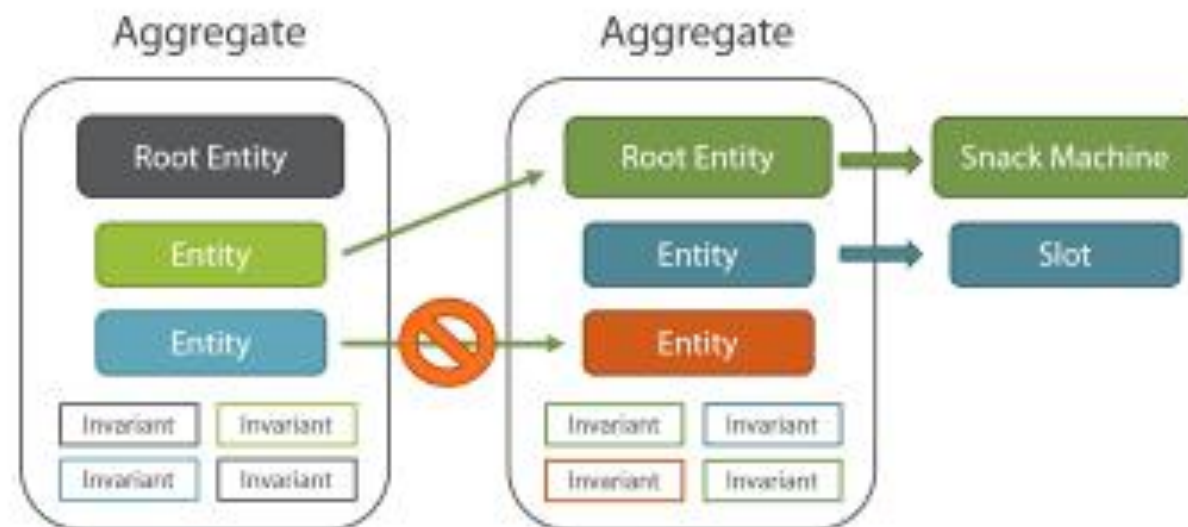 Aggregate
Aggregate
Root Entity
Root Entity
Snack Machine
Entity
Entity
Slot
Entity
Entity
Invariant
Invariant
Invariant
Invariant
Invariant
Invariant
Invariant
Invariant